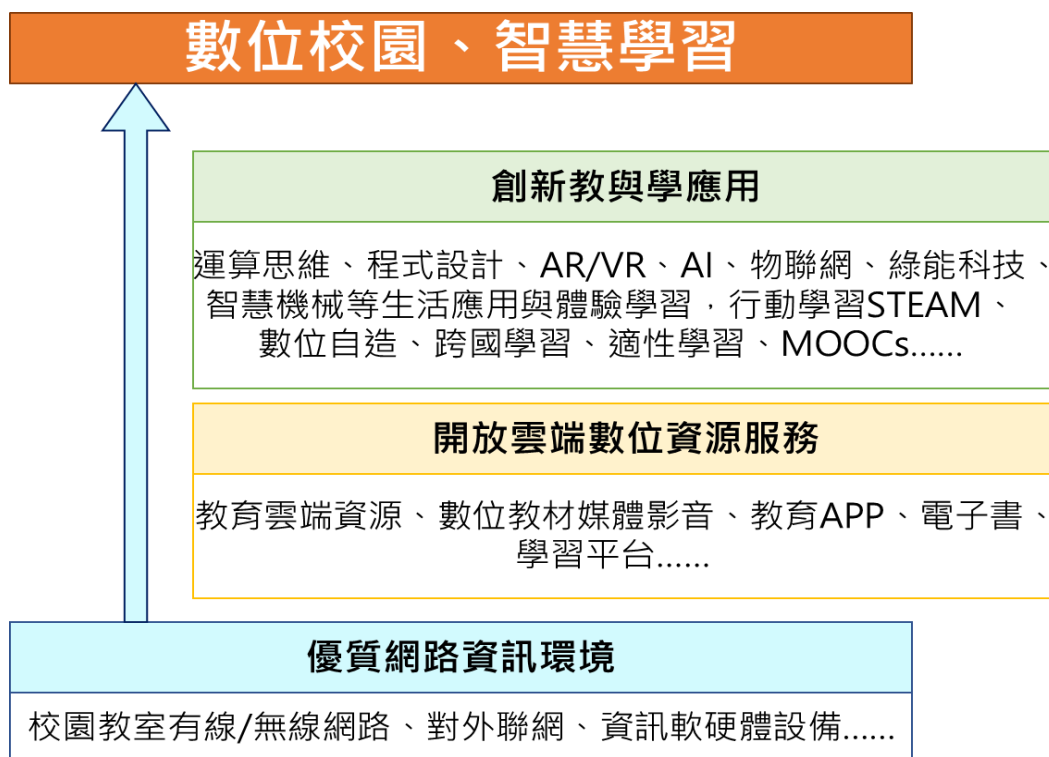 數位校園、智慧學習
創新教與學應用
運算思維、程式設計、AR/VR、AI、物聯網、綠能科技、
智慧機械等生活應用與體驗學習，行動學習STEAM、
數位自造、跨國學習、適性學習、MOOCs……
開放雲端數位資源服務
教育雲端資源、數位教材媒體影音、教育APP、電子書、
學習平台……
優質網路資訊環境
校園教室有線/無線網路、對外聯網、資訊軟硬體設備……